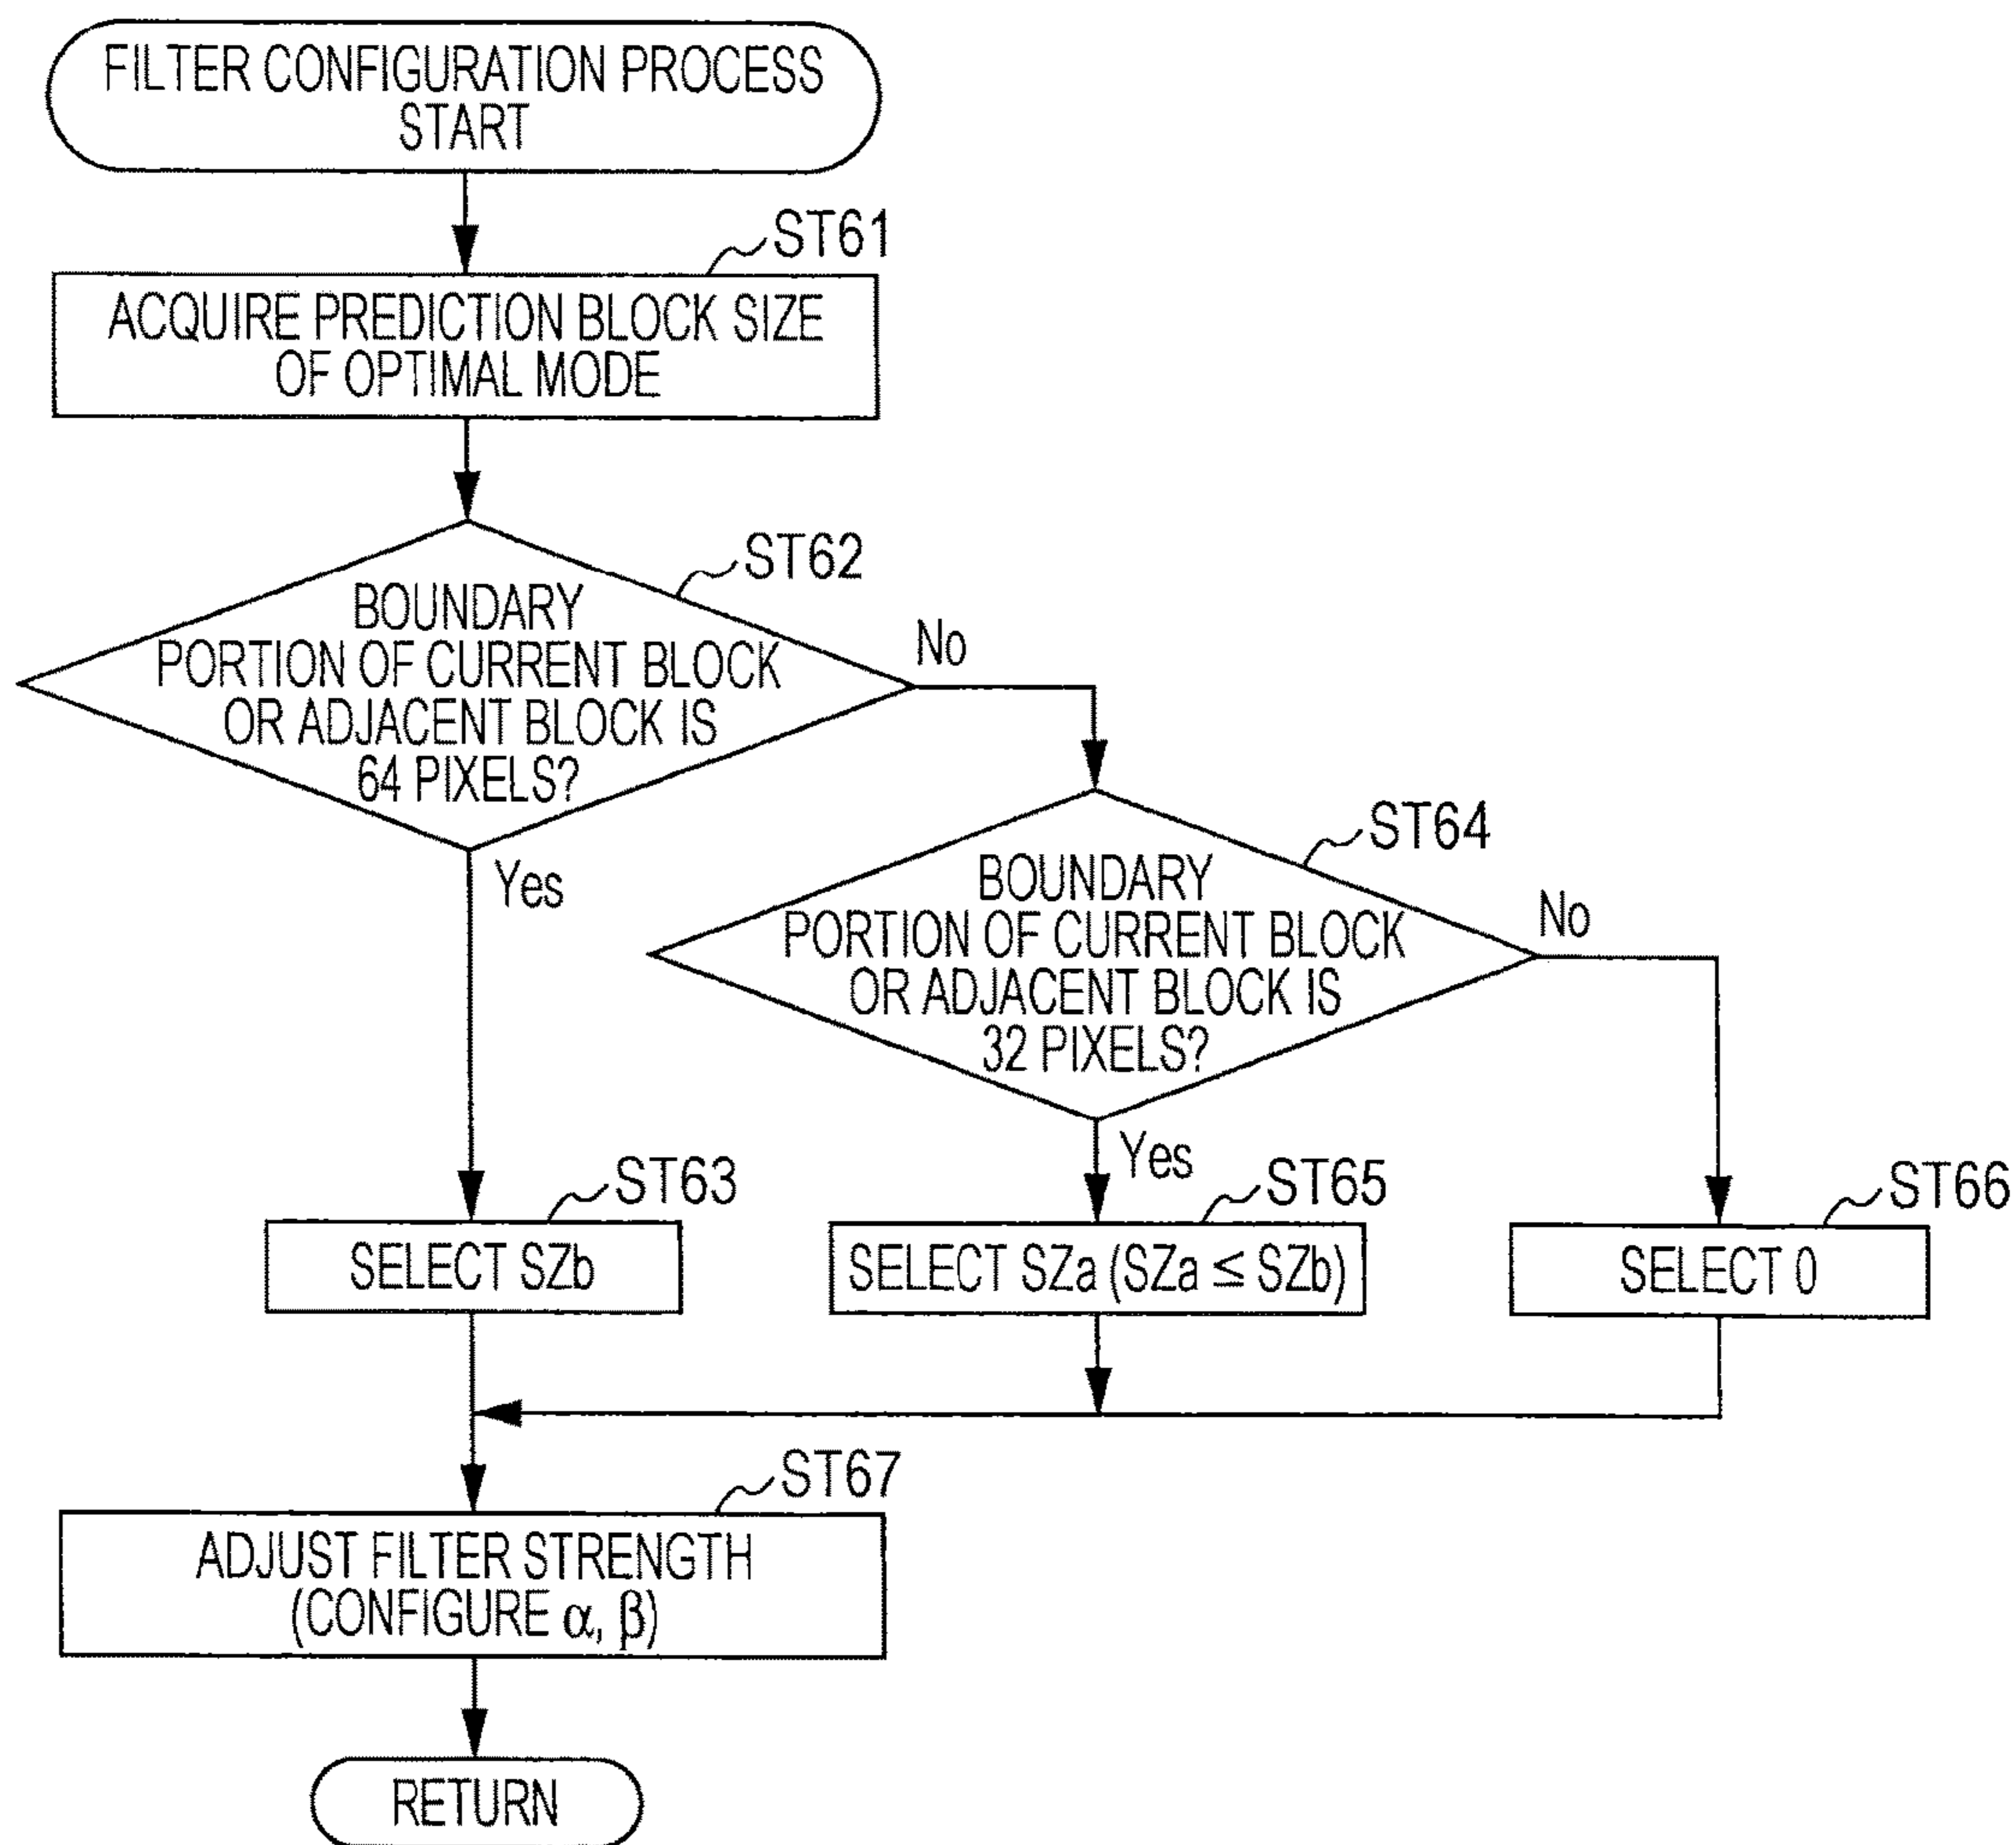 FILTER CONFIGURATION PROCESS
START
ST61
ACQUIRE PREDICTION BLOCK SIZE
OF OPTIMAL MODE
ST62
BOUNDARY
PORTION OF CURRENT BLOCK
OR ADJACENT BLOCK IS
64 PIXELS?
No
Yes
ST64
BOUNDARY
PORTION OF CURRENT BLOCK
OR ADJACENT BLOCK IS
32 PIXELS?
No
Yes
ST63
SELECT SZb
ST65
SELECT SZa (SZa ≤ SZb)
ST66
SELECT 0
ST67
ADJUST FILTER STRENGTH
(CONFIGURE α, β)
RETURN